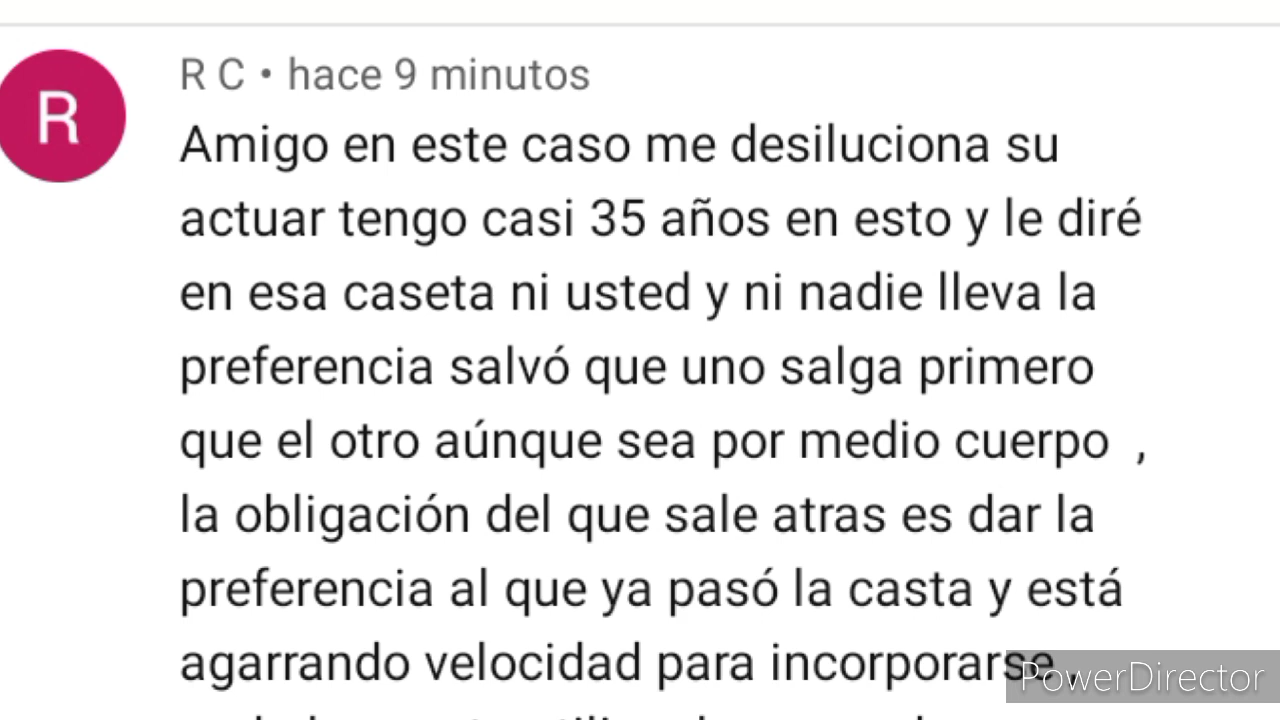 R
R C • hace 9 minutos
Amigo en este caso me desiluciona su
actuar tengo casi 35 años en esto y le diré
en esa caseta ni usted y ni nadie lleva la
preferencia salvó que uno salga primero
que el otro aúnque sea por medio cuerpo ,
la obligación del que sale atras es dar la
preferencia al que ya pasó la casta y está
agarrando velocidad para incorporarse
PowerDirector